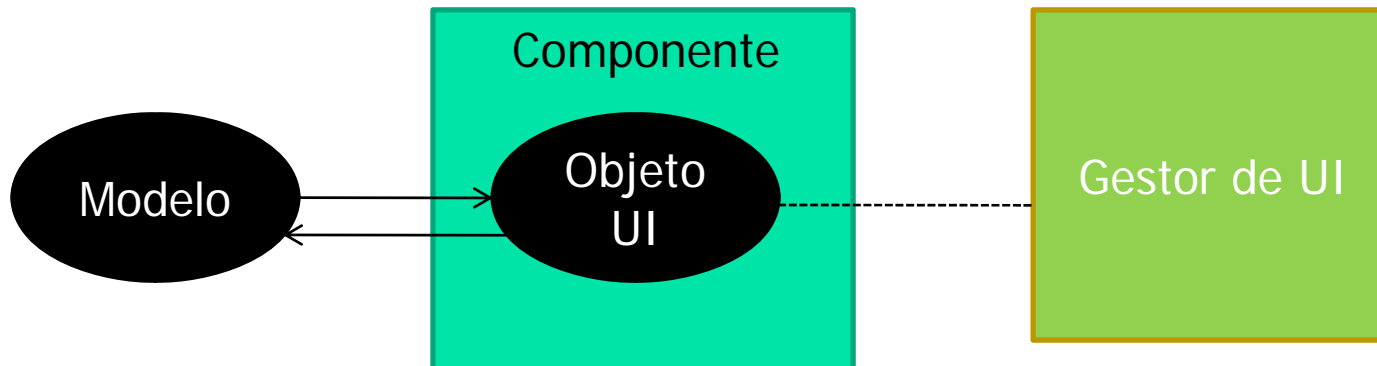 Componente
Modelo
Objeto
UI
Gestor de UI